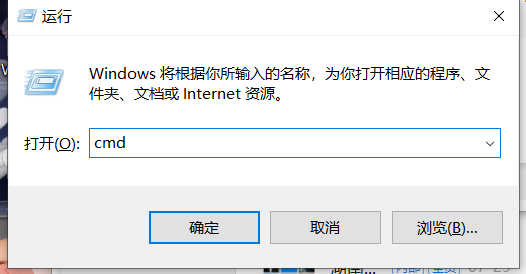 运行
Windows 将根据你所输入的名称，为你打开相应的程序、文
件夹、文档或 Internet 资源。
打开(O):
cmd
确定
取消
浏览(B)...